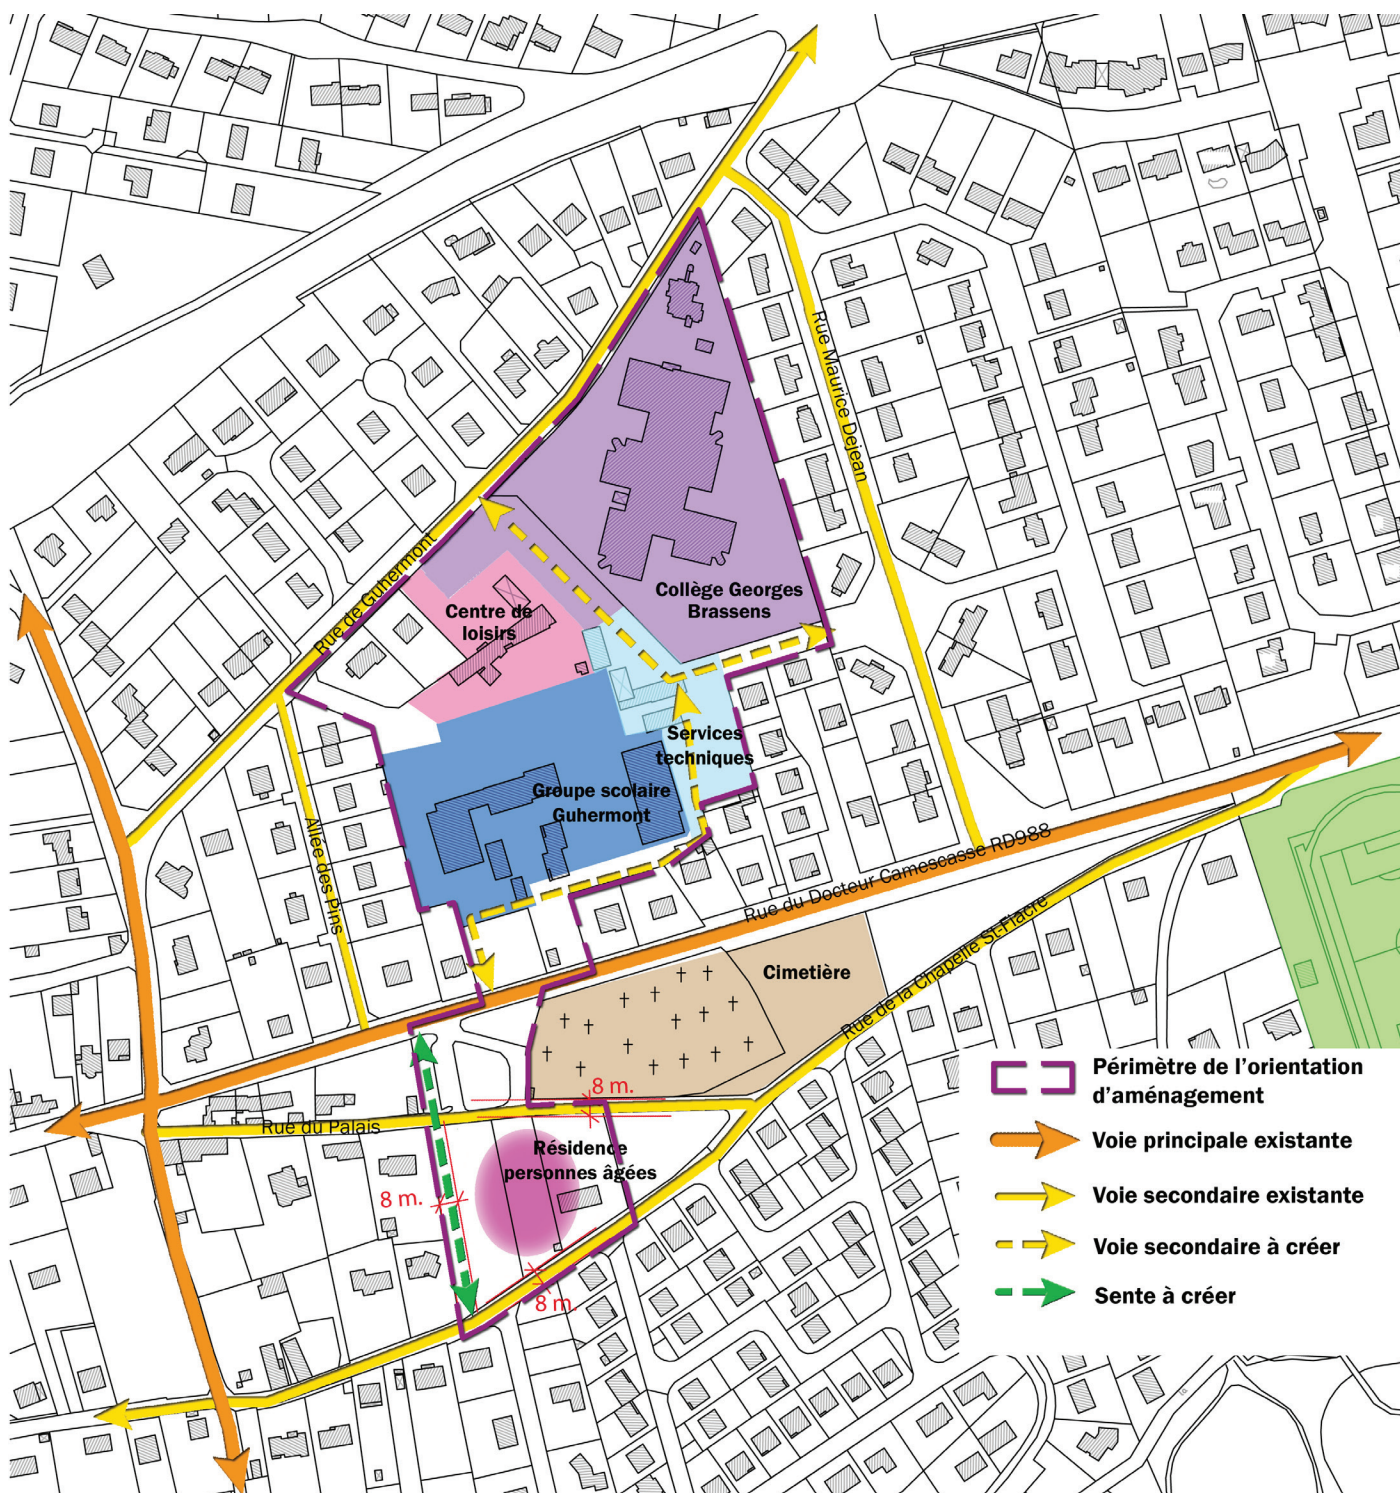 Rue Maurice Dejean
Rue de Guhermont
Collège Georges
Brassens
Centre de
loisirs
Services
techniques
Groupe scolaire
Guhermont
Allée des Pins
Rue du Docteur Camescasse RD988
Cimetière
Rue de la Chapelle St-Fiacre
8 m.
Rue du Palais
Résidence
personnes âgées
8 m.
8 m.
Périmètre de l'orientation
d'aménagement
Voie principale existante
Voie secondaire existante
Voie secondaire à créer
Sente à créer